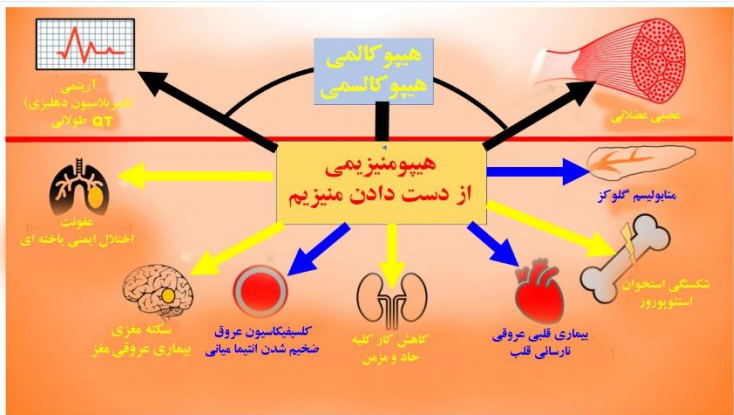 هیپوکالمی
هیپوکالسمی
آریتمی
(فیبریلاسیون دهلیزی)
QT طولانی
عصبی عضلانی
هیپومنیزیمی
از دست دادن منیزیم
عفونت
اختلال ایمنی یاخته ای
متابولیسم گلوکز
شکستگی استخوان
استئوپوروز
سکته مغزی
بیماری عروقی مغز
کلسیفیکاسیون عروق
ضخیم شدن انتیما میانی
کاهش کار کلیه
حاد و مزمن
بیماری قلبی عروقی
نارسائی قلب